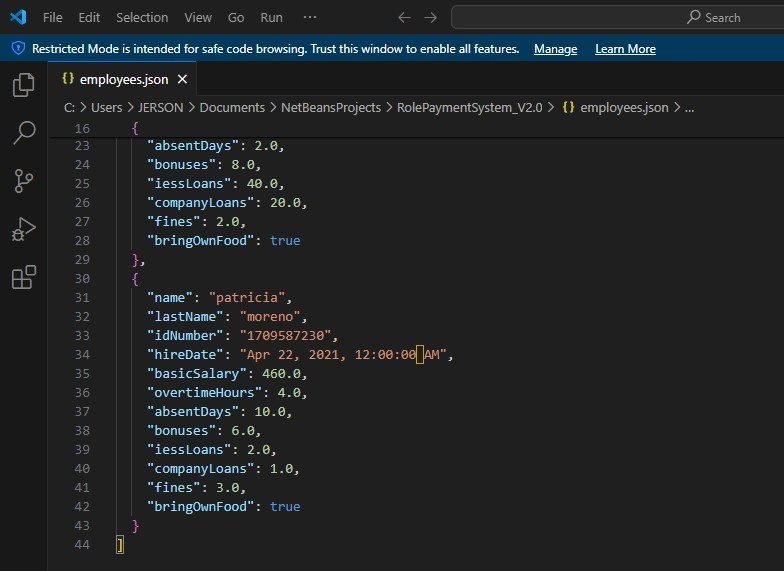 File Edit Selection View Go Run ··· Search
Restricted Mode is intended for safe code browsing. Trust this window to enable all features. Manage Learn More
{} employees.json ×
C: > Users > JERSON > Documents > NetBeansProjects > RolePaymentSystem_V2.0 > {} employees.json > ...
16 {
23 "absentDays": 2.0,
24 "bonuses": 8.0,
25 "iessLoans": 40.0,
26 "companyLoans": 20.0,
27 "fines": 2.0,
28 "bringOwnFood": true
29 },
30 {
31 "name": "patricia",
32 "lastName": "moreno",
33 "idNumber": "1709587230",
34 "hireDate": "Apr 22, 2021, 12:00:00 AM",
35 "basicSalary": 460.0,
36 "overtimeHours": 4.0,
37 "absentDays": 10.0,
38 "bonuses": 6.0,
39 "iessLoans": 2.0,
40 "companyLoans": 1.0,
41 "fines": 3.0,
42 "bringOwnFood": true
43 }
44 ]